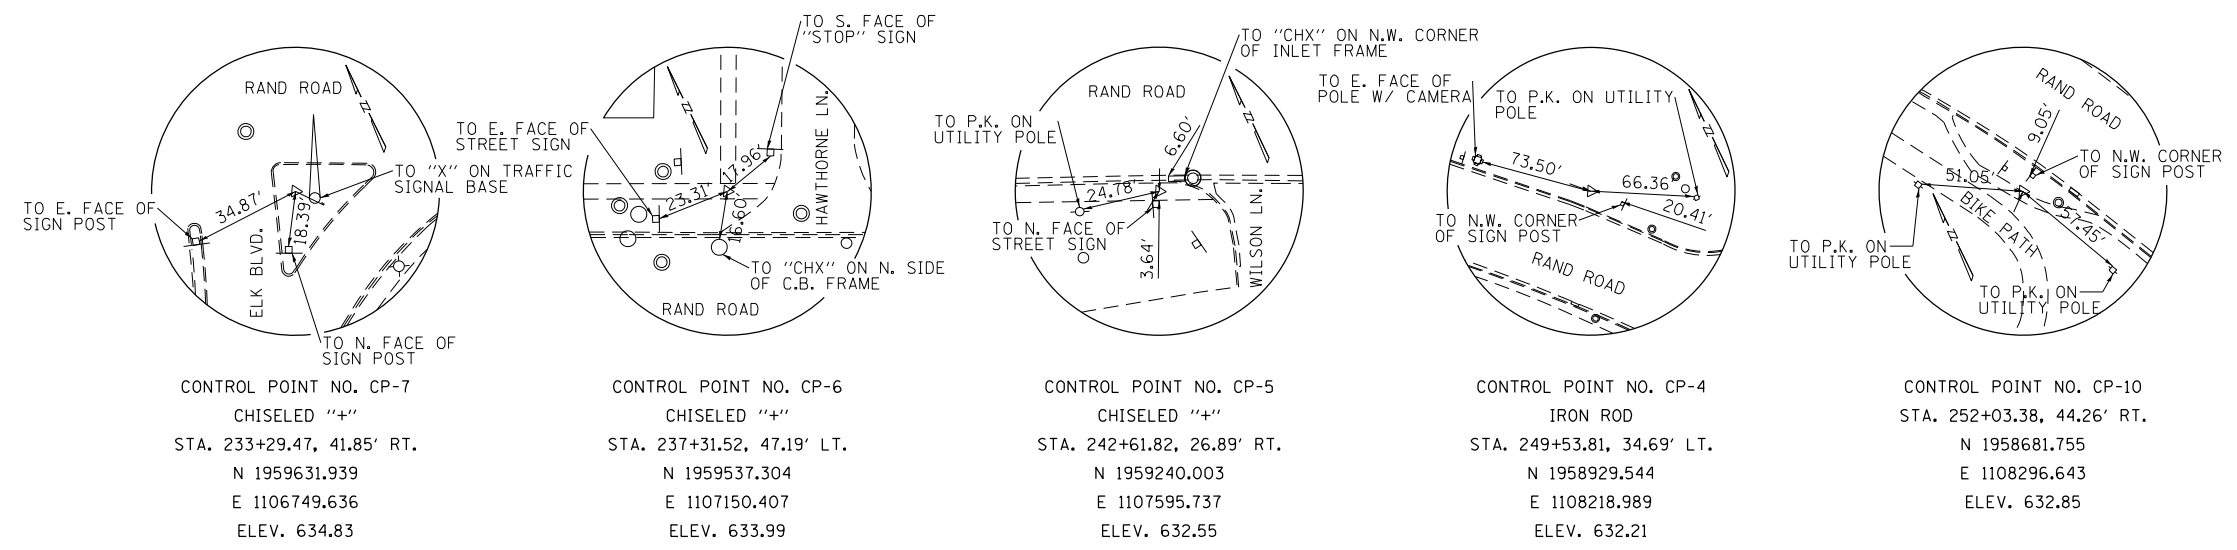 RAND ROAD
TO "X" ON TRAFFIC
SIGNAL BASE
TO E. FACE OF
SIGN POST
34.87'
18.39'
ELK BLVD.
N
TO N. FACE OF
SIGN POST
CONTROL POINT NO. CP-7
CHISELED "+"
STA. 233+29.47, 41.85' RT.
N 1959631.939
E 1106749.636
ELEV. 634.83
TO S. FACE OF
"STOP" SIGN
TO E. FACE OF
STREET SIGN
N
HAWTHORNE LN.
17.96'
23.31'
16.60'
TO "CHX" ON N. SIDE
OF C.B. FRAME
RAND ROAD
CONTROL POINT NO. CP-6
CHISELED "+"
STA. 237+31.52, 47.19' LT.
N 1959537.304
E 1107150.407
ELEV. 633.99
TO "CHX" ON N.W. CORNER
OF INLET FRAME
RAND ROAD
TO P.K. ON
UTILITY POLE
6.60'
N
24.78'
TO N. FACE OF
STREET SIGN
3.64'
WILSON LN.
CONTROL POINT NO. CP-5
CHISELED "+"
STA. 242+61.82, 26.89' RT.
N 1959240.003
E 1107595.737
ELEV. 632.55
TO E. FACE OF
POLE W/ CAMERA
TO P.K. ON UTILITY
POLE
N
73.50'
66.36'
20.41'
TO N.W. CORNER
OF SIGN POST
RAND ROAD
CONTROL POINT NO. CP-4
IRON ROD
STA. 249+53.81, 34.69' LT.
N 1958929.544
E 1108218.989
ELEV. 632.21
RAND ROAD
9.05'
TO N.W. CORNER
OF SIGN POST
51.05'
57.45'
BIKE PATH
N
TO P.K. ON
UTILITY POLE
TO P.K. ON
UTILITY POLE
CONTROL POINT NO. CP-10
STA. 252+03.38, 44.26' RT.
N 1958681.755
E 1108296.643
ELEV. 632.85